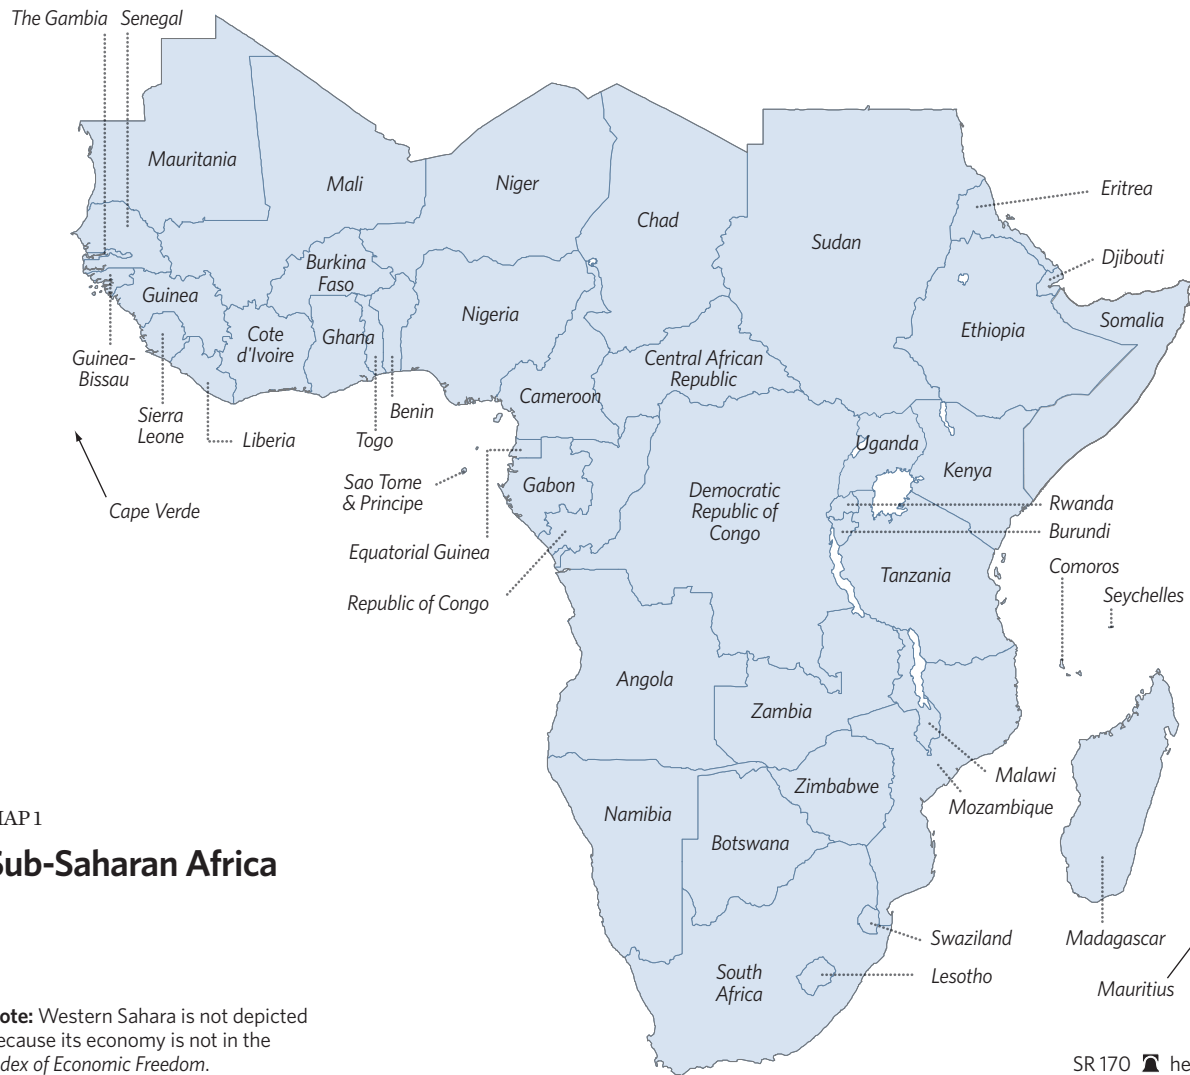 The Gambia
Senegal
Mauritania
Mali
Niger
Chad
Sudan
Eritrea
Djibouti
Somalia
Ethiopia
Burkina
Faso
Guinea
Nigeria
Cote
d'Ivoire
Ghana
Central African
Republic
Guinea-
Bissau
Sierra
Leone
Liberia
Togo
Benin
Cameroon
Uganda
Kenya
Cape Verde
Sao Tome
& Principe
Gabon
Democratic
Republic of
Congo
Rwanda
Burundi
Equatorial Guinea
Republic of Congo
Tanzania
Comoros
Seychelles
Angola
Zambia
Malawi
Mozambique
Zimbabwe
Namibia
Botswana
MAP 1
Sub-Saharan Africa
Swaziland
Lesotho
Madagascar
Mauritius
South
Africa
ote: Western Sahara is not depicted
ecause its economy is not in the
dex of Economic Freedom.
SR 170
he